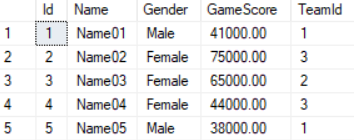 Id Name Gender GameScore TeamId
1 1 Name01 Male 41000.00 1
2 2 Name02 Female 75000.00 3
3 3 Name03 Female 65000.00 2
4 4 Name04 Female 44000.00 3
5 5 Name05 Male 38000.00 1